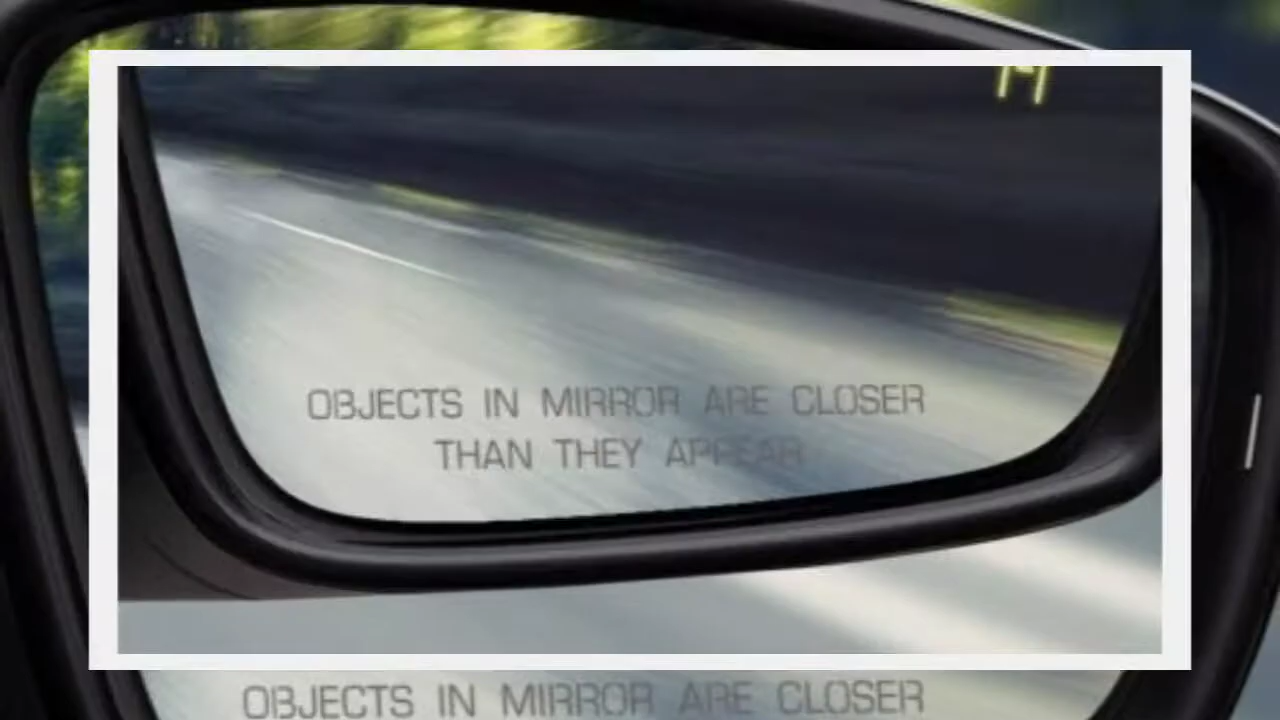 OBJECTS IN MIRROR ARE CLOSER
THAN THEY APPEAR
OBJECTS IN MIRROR ARE CLOSER